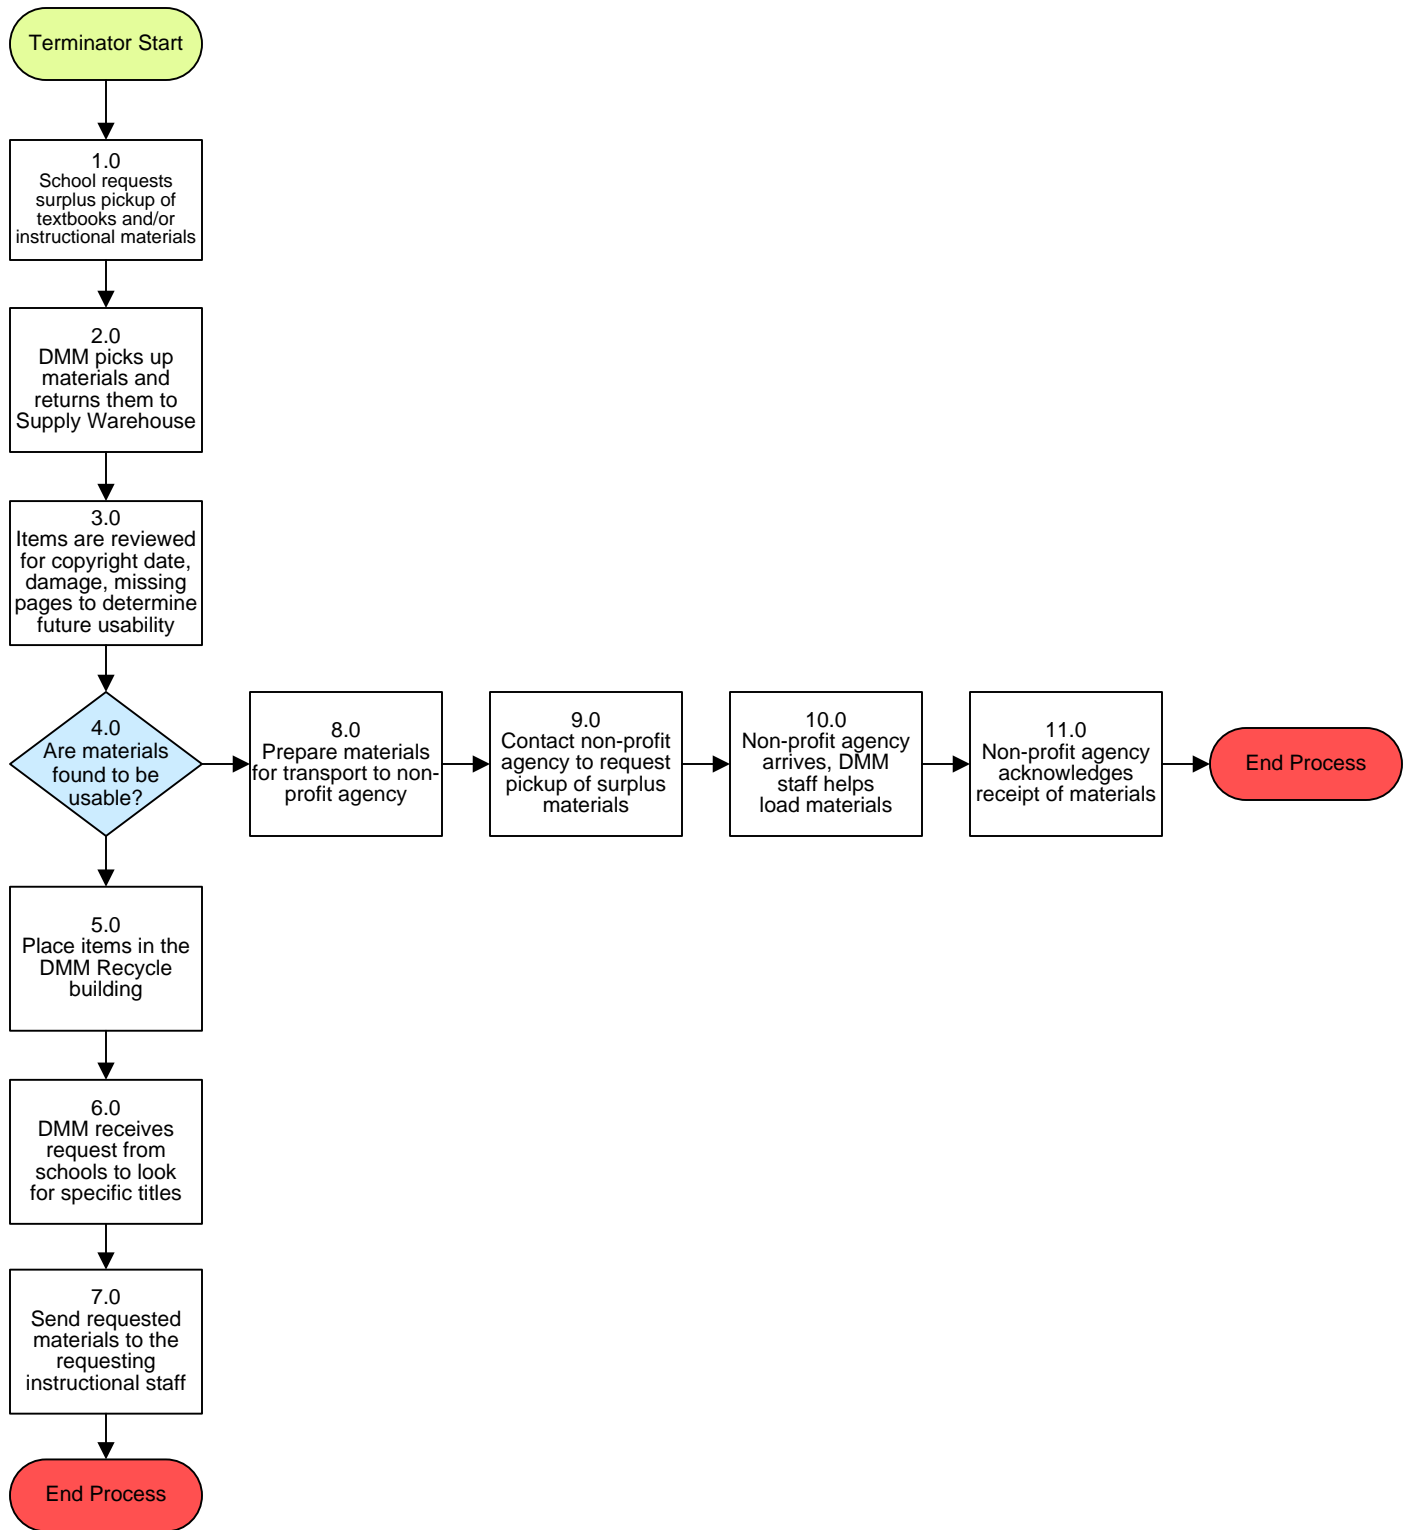 Terminator Start
1.0
School requests
surplus pickup of
textbooks and/or
instructional materials
2.0
DMM picks up
materials and
returns them to
Supply Warehouse
3.0
Items are reviewed
for copyright date,
damage, missing
pages to determine
future usability
4.0
Are materials
found to be
usable?
8.0
Prepare materials
for transport to non-
profit agency
9.0
Contact non-profit
agency to request
pickup of surplus
materials
10.0
Non-profit agency
arrives, DMM
staff helps
load materials
11.0
Non-profit agency
acknowledges
receipt of materials
End Process
5.0
Place items in the
DMM Recycle
building
6.0
DMM receives
request from
schools to look
for specific titles
7.0
Send requested
materials to the
requesting
instructional staff
End Process